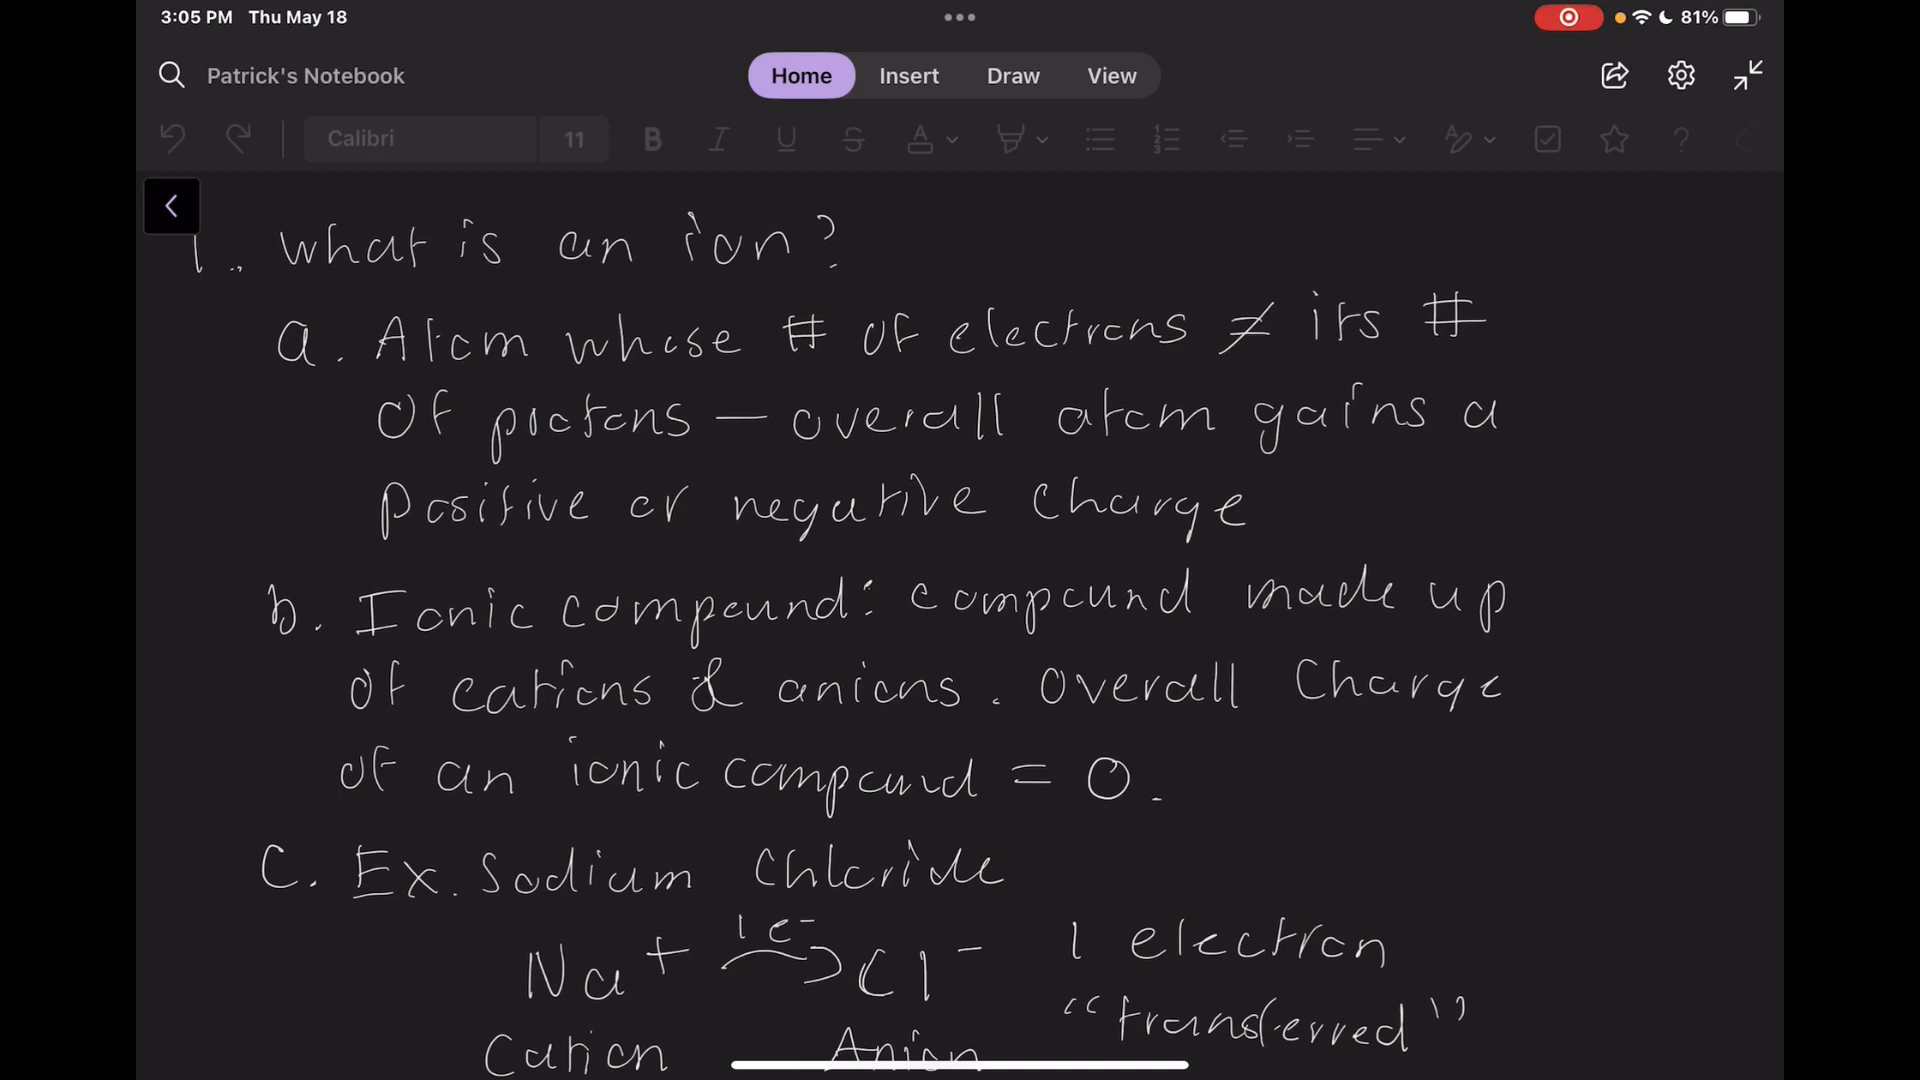 3:05 PM Thu May 18
81%
Patrick's Notebook
Home Insert Draw View
Calibri 11
1. What is an ion?
a. Atom whose # of electrons ≠ its #
of protons — overall atom gains a
positive or negative charge
b. Ionic compound: compound made up
of cations & anions. Overall Charge
of an ionic compound = 0.
C. Ex. Sodium Chloride
1 e⁻
Na⁺ → Cl⁻ 1 electron
"transferred"
Cation Anion